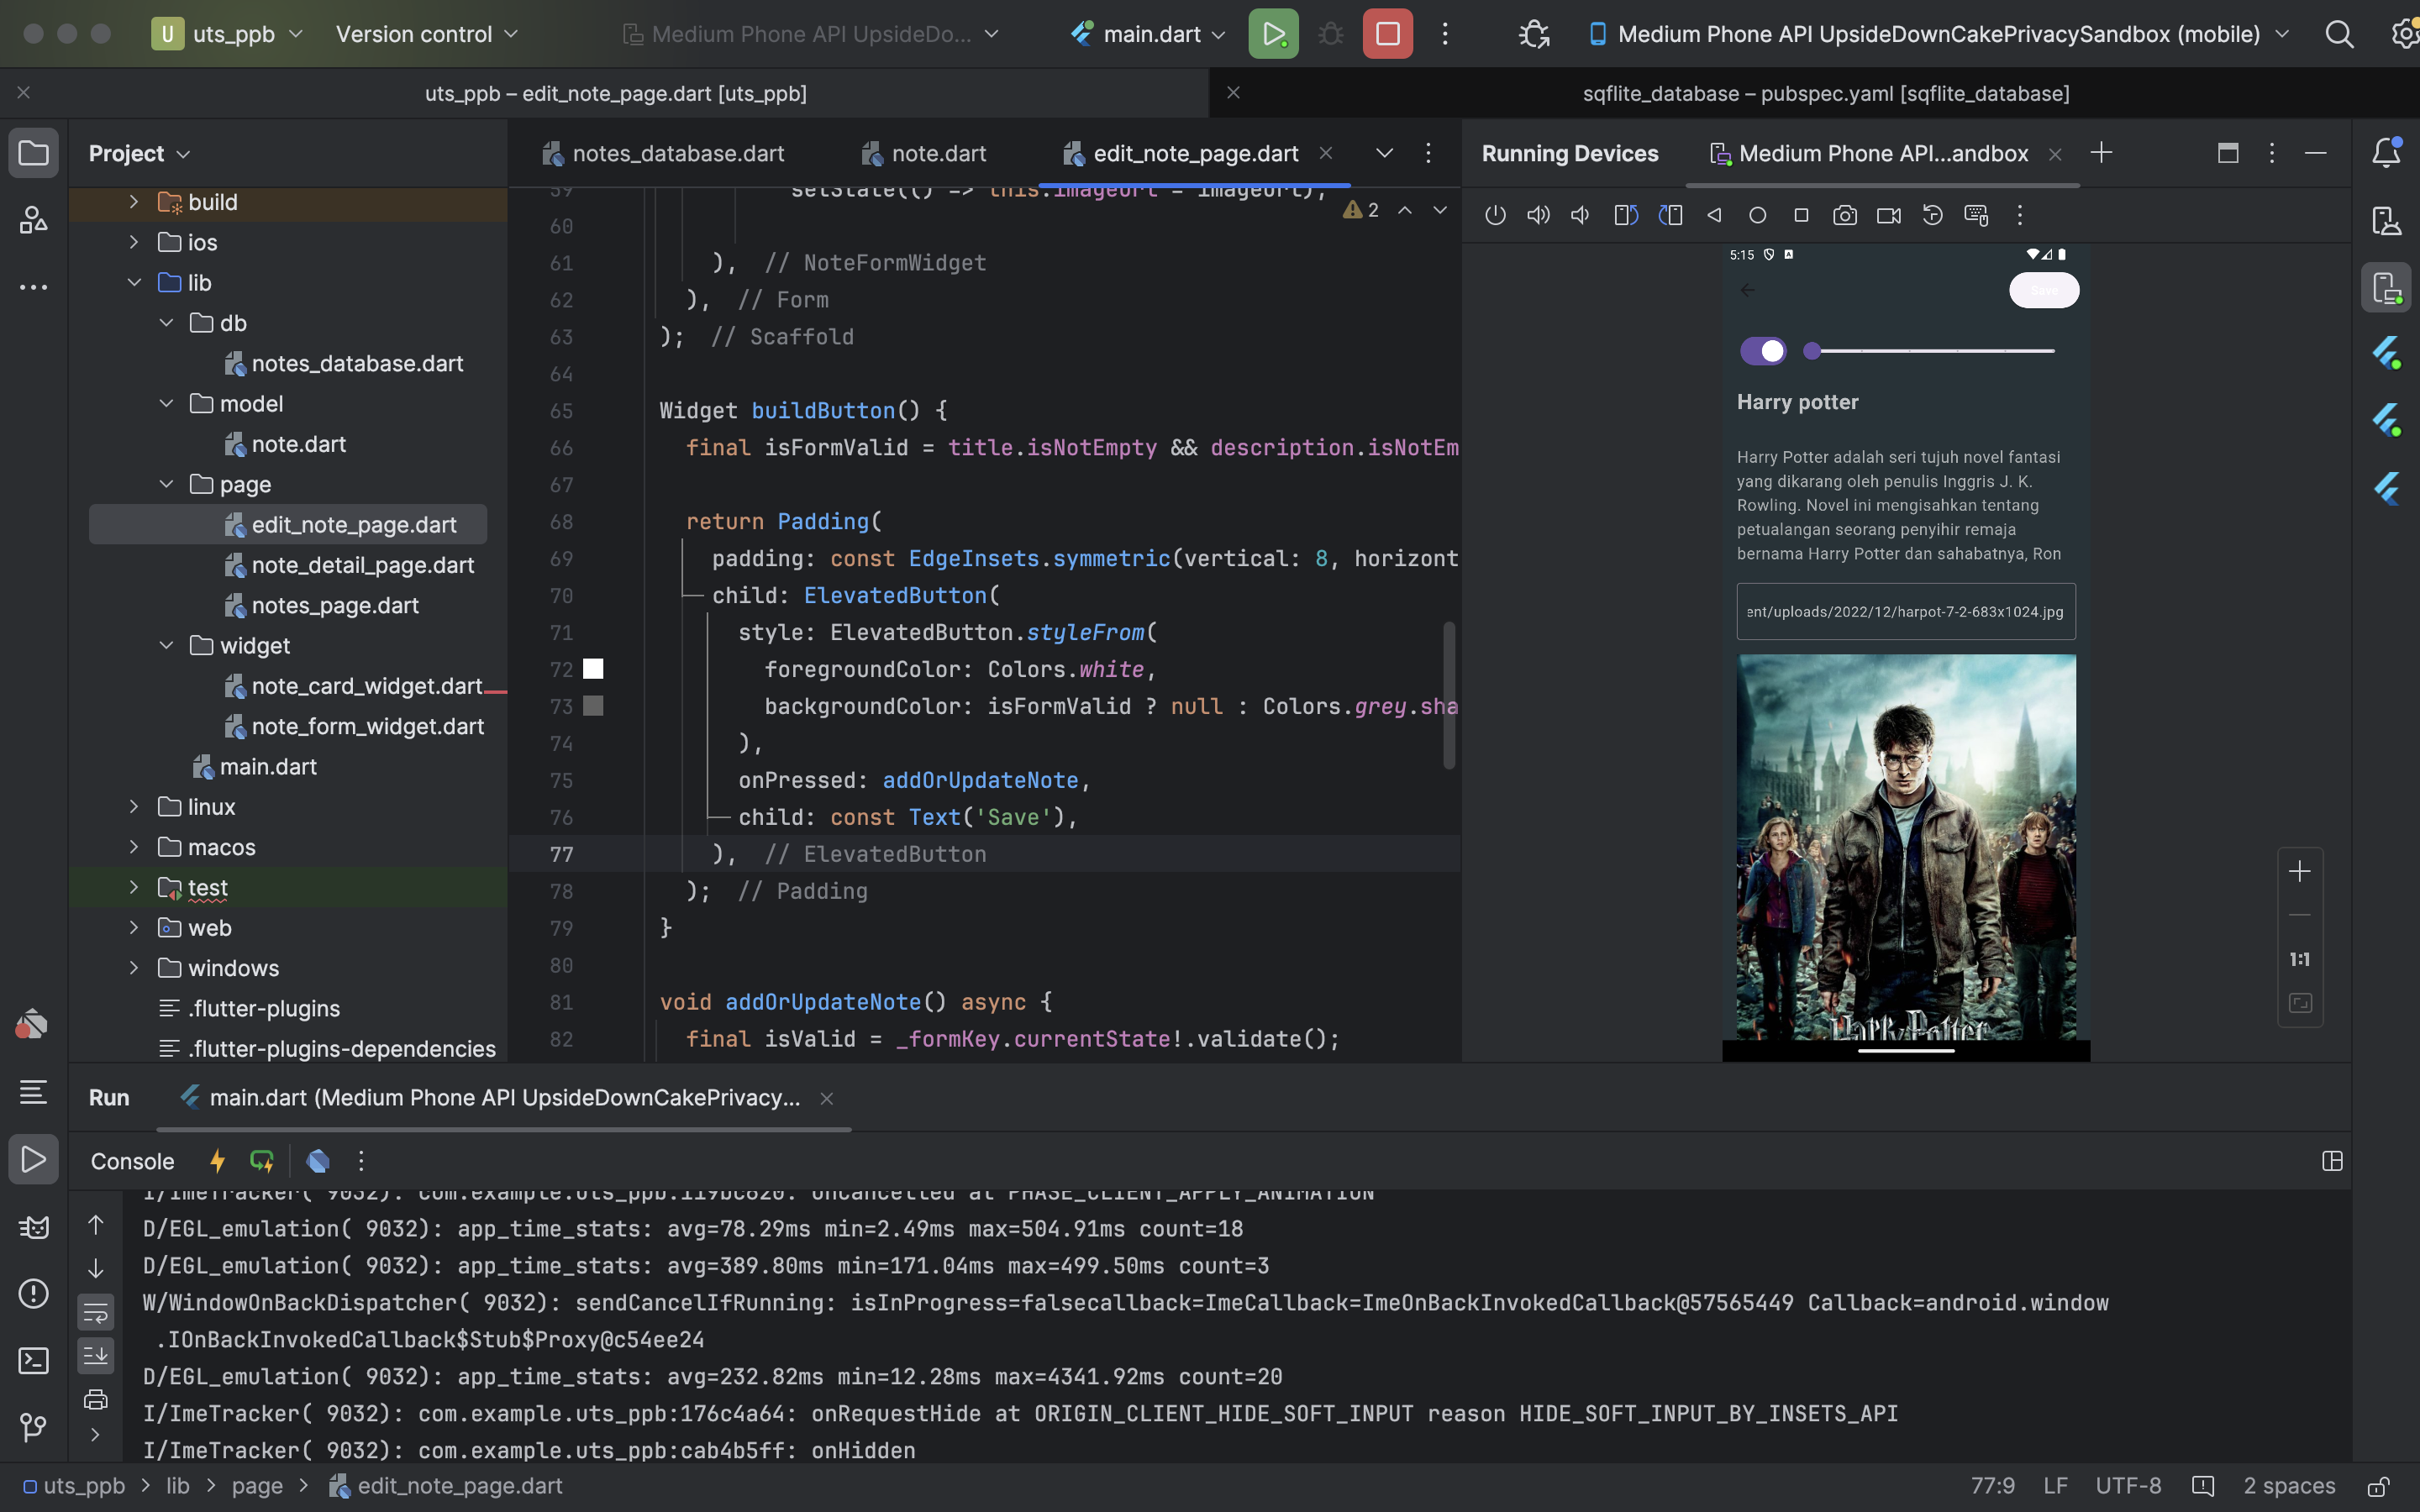 U uts_ppb
Version control
Medium Phone API UpsideDo...
main.dart
Medium Phone API UpsideDownCakePrivacySandbox (mobile)
uts_ppb – edit_note_page.dart [uts_ppb]
sqflite_database – pubspec.yaml [sqflite_database]
Project
build
ios
lib
db
notes_database.dart
model
note.dart
page
edit_note_page.dart
note_detail_page.dart
notes_page.dart
widget
note_card_widget.dart
note_form_widget.dart
main.dart
linux
macos
test
web
windows
.flutter-plugins
.flutter-plugins-dependencies
notes_database.dart
note.dart
edit_note_page.dart
2
59 setState(() => this.imageUrl = imageUrl);
60
61 ), // NoteFormWidget
62 ), // Form
63 ); // Scaffold
64
65 Widget buildButton() {
66 final isFormValid = title.isNotEmpty && description.isNotEm
67
68 return Padding(
69 padding: const EdgeInsets.symmetric(vertical: 8, horizont
70 child: ElevatedButton(
71 style: ElevatedButton.styleFrom(
72 foregroundColor: Colors.white,
73 backgroundColor: isFormValid ? null : Colors.grey.sha
74 ),
75 onPressed: addOrUpdateNote,
76 child: const Text('Save'),
77 ), // ElevatedButton
78 ); // Padding
79 }
80
81 void addOrUpdateNote() async {
82 final isValid = _formKey.currentState!.validate();
Running Devices
Medium Phone API...andbox
5:15
Save
Harry potter
Harry Potter adalah seri tujuh novel fantasi
yang dikarang oleh penulis Inggris J. K.
Rowling. Novel ini mengisahkan tentang
petualangan seorang penyihir remaja
bernama Harry Potter dan sahabatnya, Ron
ent/uploads/2022/12/harpot-7-2-683x1024.jpg
Harry Potter
1:1
Run
main.dart (Medium Phone API UpsideDownCakePrivacy...
Console
I/ImeTracker( 9032): com.example.uts_ppb:119bc620: onCancelled at PHASE_CLIENT_APPLY_ANIMATION
D/EGL_emulation( 9032): app_time_stats: avg=78.29ms min=2.49ms max=504.91ms count=18
D/EGL_emulation( 9032): app_time_stats: avg=389.80ms min=171.04ms max=499.50ms count=3
W/WindowOnBackDispatcher( 9032): sendCancelIfRunning: isInProgress=falsecallback=ImeCallback=ImeOnBackInvokedCallback@57565449 Callback=android.window
.IOnBackInvokedCallback$Stub$Proxy@c54ee24
D/EGL_emulation( 9032): app_time_stats: avg=232.82ms min=12.28ms max=4341.92ms count=20
I/ImeTracker( 9032): com.example.uts_ppb:176c4a64: onRequestHide at ORIGIN_CLIENT_HIDE_SOFT_INPUT reason HIDE_SOFT_INPUT_BY_INSETS_API
I/ImeTracker( 9032): com.example.uts_ppb:cab4b5ff: onHidden
uts_ppb > lib > page > edit_note_page.dart
77:9 LF UTF-8 2 spaces